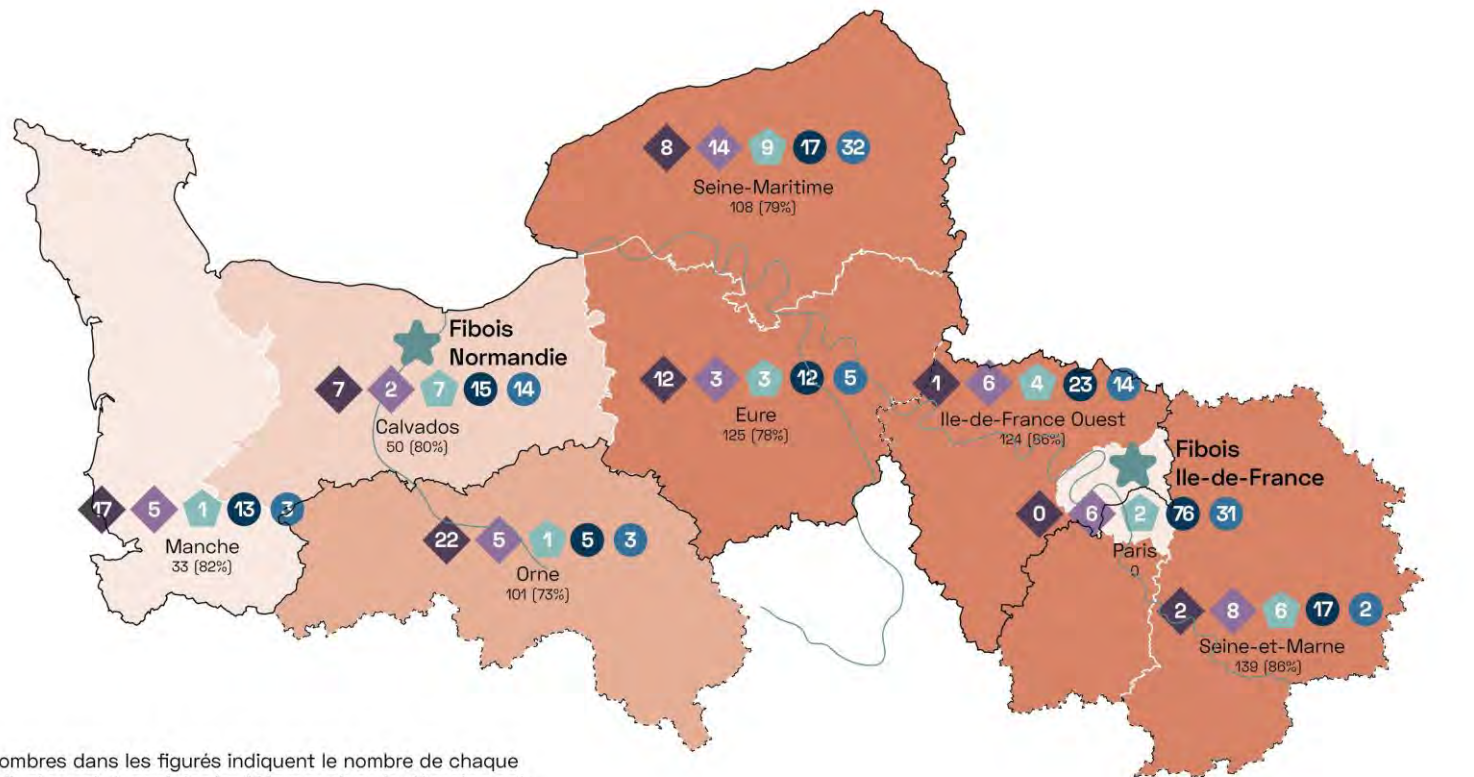 8 14 9 17 32
Seine-Maritime
108 (79%)
Fibois
Normandie
7 2 7 15 14
Calvados
50 (80%)
12 3 3 12 5
Eure
125 (78%)
1 6 4 23 14
Ile-de-France Ouest
124 (66%)
Fibois
Ile-de-France
17 5 1 13 3
Manche
33 (82%)
22 5 1 5 3
Orne
101 (73%)
0 6 2 76 31
Paris
0
2 8 6 17 2
Seine-et-Marne
139 (86%)
ombres dans les figurés indiquent le nombre de chaque